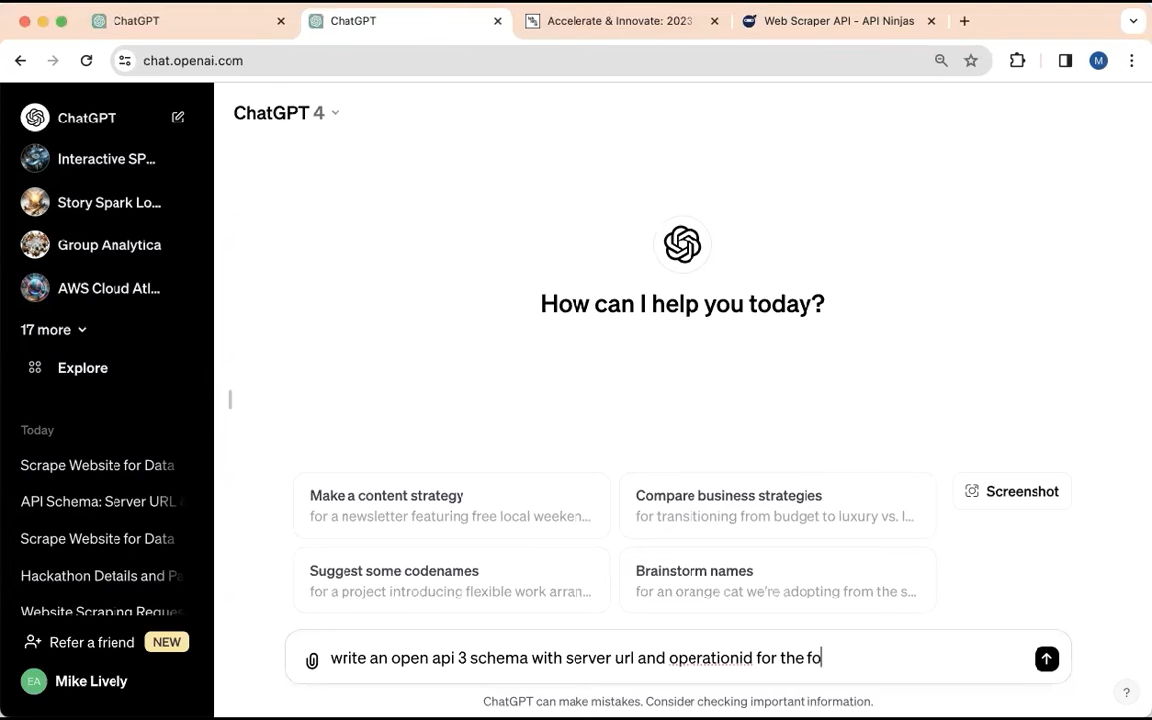 ChatGPT
ChatGPT
Accelerate & Innovate: 2023
Web Scraper API - API Ninjas
chat.openai.com
M
ChatGPT
Interactive SP...
Story Spark Lo...
Group Analytica
AWS Cloud Atl...
17 more
Explore
Today
Scrape Website for Data
API Schema: Server URL
Scrape Website for Data
Hackathon Details and Pa
Website Scraping Reques
Refer a friend NEW
EA Mike Lively
ChatGPT 4
How can I help you today?
Make a content strategy
for a newsletter featuring free local weeken...
Compare business strategies
for transitioning from budget to luxury vs. l...
Screenshot
Suggest some codenames
for a project introducing flexible work arran...
Brainstorm names
for an orange cat we're adopting from the s...
write an open api 3 schema with server url and operationid for the fo
ChatGPT can make mistakes. Consider checking important information.
?